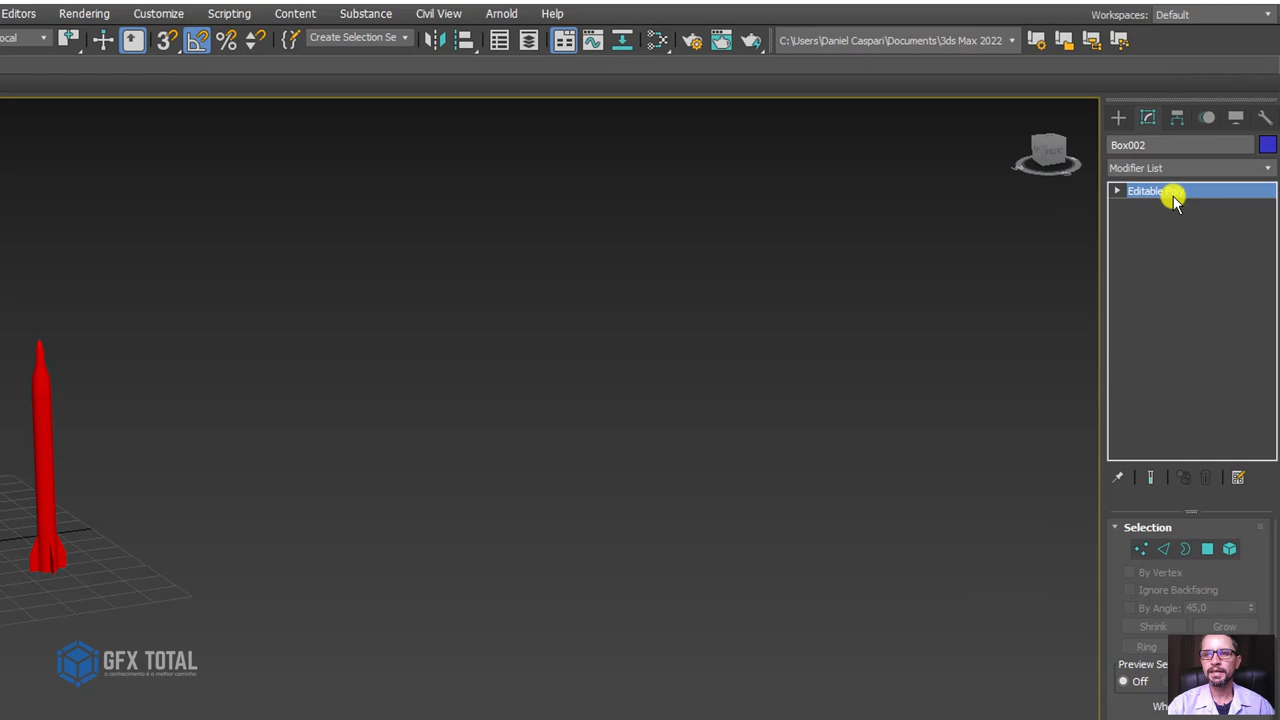 Editors Rendering Customize Scripting Content Substance Civil View Arnold Help Workspaces: Default
ocal Create Selection Se C:\Users\Daniel Caspari\Documents\3ds Max 2022
Box002
Modifier List
Editable Poly
Selection
By Vertex
Ignore Backfacing
By Angle: 45,0
Shrink Grow
Ring
Preview Se
Off
Wh
GFX TOTAL
o conhecimento é o melhor caminho